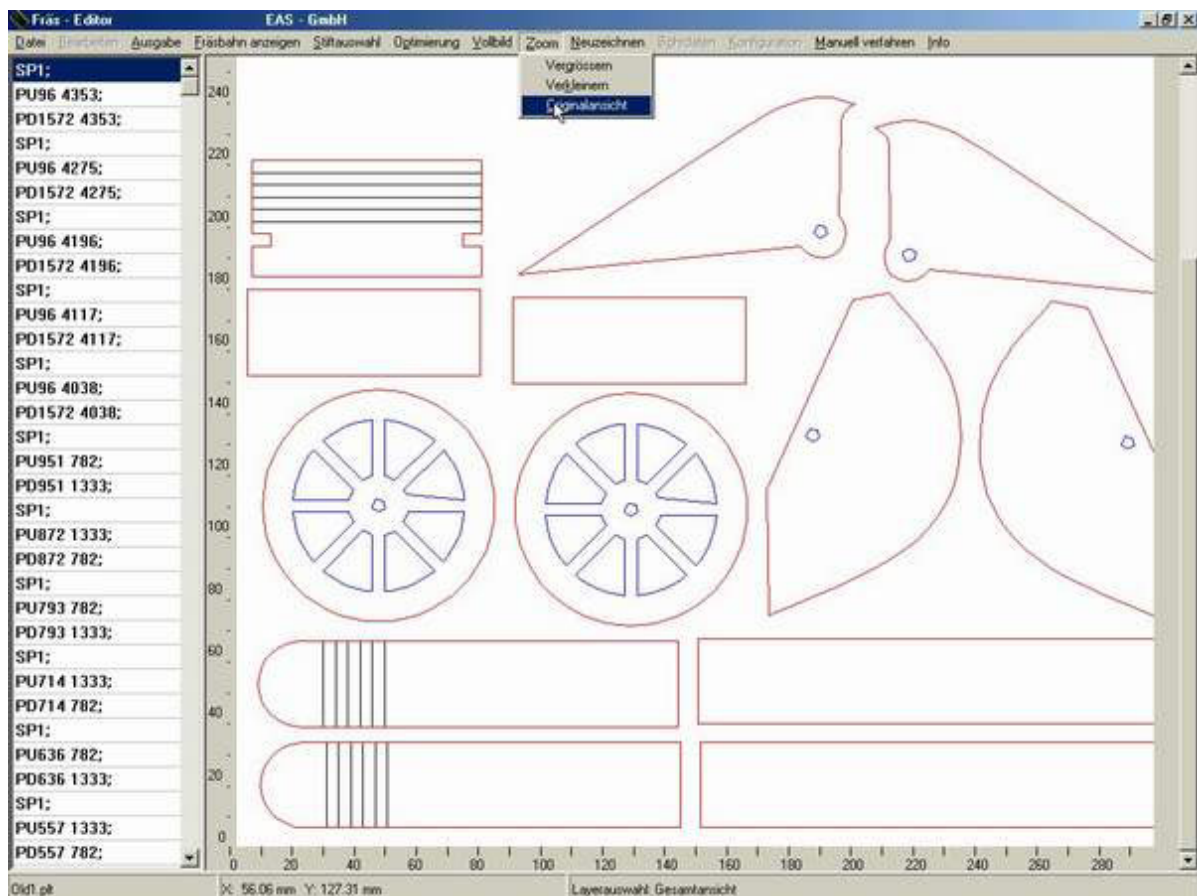 Fräs - Editor EAS - GmbH
Datei Bearbeiten Ausgabe Fräsbahn anzeigen Stiftauswahl Optimierung Vollbild Zoom Neuzeichnen Konfiguration Manuell verfahren Info
Vergrössern
Verkleinern
Originalansicht
SP1;
PU96 4353;
PD1572 4353;
SP1;
PU96 4275;
PD1572 4275;
SP1;
PU96 4196;
PD1572 4196;
SP1;
PU96 4117;
PD1572 4117;
SP1;
PU96 4038;
PD1572 4038;
SP1;
PU951 782;
PD951 1333;
SP1;
PU872 1333;
PD872 782;
SP1;
PU793 782;
PD793 1333;
SP1;
PU714 1333;
PD714 782;
SP1;
PU636 782;
PD636 1333;
SP1;
PU557 1333;
PD557 782;
240
220
200
180
160
140
120
100
80
60
40
20
0
0 20 40 60 80 100 120 140 160 180 200 220 240 260 280
Old1.plt X: 56.06 mm Y: 127.31 mm Layerauswahl: Gesamtansicht